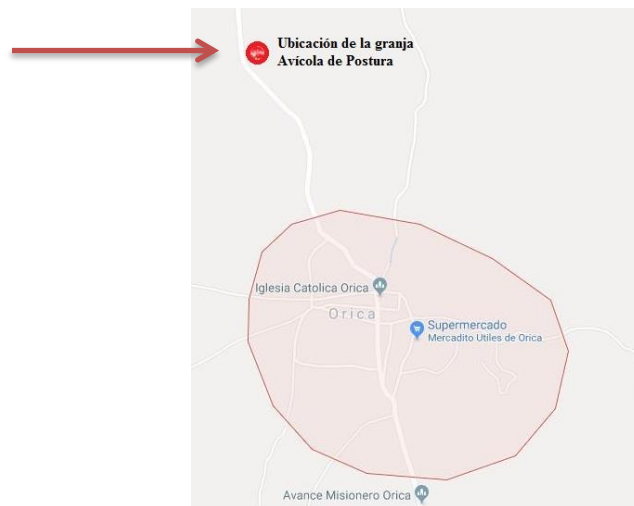 Ubicación de la granja
Avícola de Postura
Iglesia Catolica Orica
Orica
Supermercado
Mercadito Utiles de Orica
Avance Misionero Orica